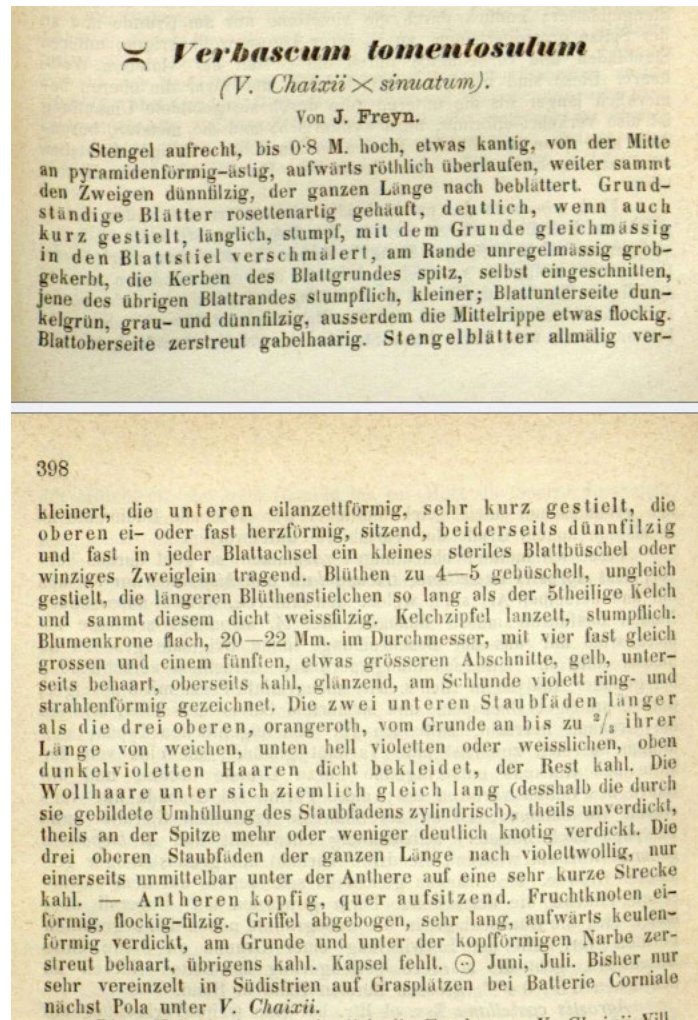 Verbascum tomentosulum
(V. Chaixii × sinuatum).
Von J. Freyn.
Stengel aufrecht, bis 0·8 M. hoch, etwas kantig, von der Mitte
an pyramidenförmig-ästig, aufwärts röthlich überlaufen, weiter sammt
den Zweigen dünnfilzig, der ganzen Länge nach beblättert. Grund-
ständige Blätter rosettenartig gehäuft, deutlich, wenn auch
kurz gestielt, länglich, stumpf, mit dem Grunde gleichmässig
in den Blattstiel verschmälert, am Rande unregelmässig grob-
gekerbt, die Kerben des Blattgrundes spitz, selbst eingeschnitten,
jene des übrigen Blattrandes stumpflich, kleiner; Blattunterseite dun-
kelgrün, grau- und dünnfilzig, ausserdem die Mittelrippe etwas flockig.
Blattoberseite zerstreut gabelhaarig. Stengelblätter allmälig ver-
398
kleinert, die unteren eilanzettförmig, sehr kurz gestielt, die
oberen ei- oder fast herzförmig, sitzend, beiderseits dünnfilzig
und fast in jeder Blattachsel ein kleines steriles Blattbüschel oder
winziges Zweiglein tragend. Blüthen zu 4—5 gebüschelt, ungleich
gestielt, die längeren Blüthenstielchen so lang als der 5theilige Kelch
und sammt diesem dicht weissfilzig. Kelchzipfel lanzett, stumpflich.
Blumenkrone flach, 20—22 Mm. im Durchmesser, mit vier fast gleich
grossen und einem fünften, etwas grösseren Abschnitte, gelb, unter-
seits behaart, oberseits kahl, glänzend, am Schlunde violett ring- und
strahlenförmig gezeichnet. Die zwei unteren Staubfäden länger
als die drei oberen, orangeroth, vom Grunde an bis zu ²/₃ ihrer
Länge von weichen, unten hell violetten oder weisslichen, oben
dunkelvioletten Haaren dicht bekleidet, der Rest kahl. Die
Wollhaare unter sich ziemlich gleich lang (desshalb die durch
sie gebildete Umhüllung des Staubfadens zylindrisch), theils unverdickt,
theils an der Spitze mehr oder weniger deutlich knotig verdickt. Die
drei oberen Staubfäden der ganzen Länge nach violettwollig, nur
einerseits unmittelbar unter der Anthere auf eine sehr kurze Strecke
kahl. — Antheren kopfig, quer aufsitzend. Fruchtknoten ei-
förmig, flockig-filzig. Griffel abgebogen, sehr lang, aufwärts keulen-
förmig verdickt, am Grunde und unter der kopfförmigen Narbe zer-
streut behaart, übrigens kahl. Kapsel fehlt. ☉ Juni, Juli. Bisher nur
sehr vereinzelt in Südistrien auf Grasplätzen bei Batterie Corniale
nächst Pola unter V. Chaixii.